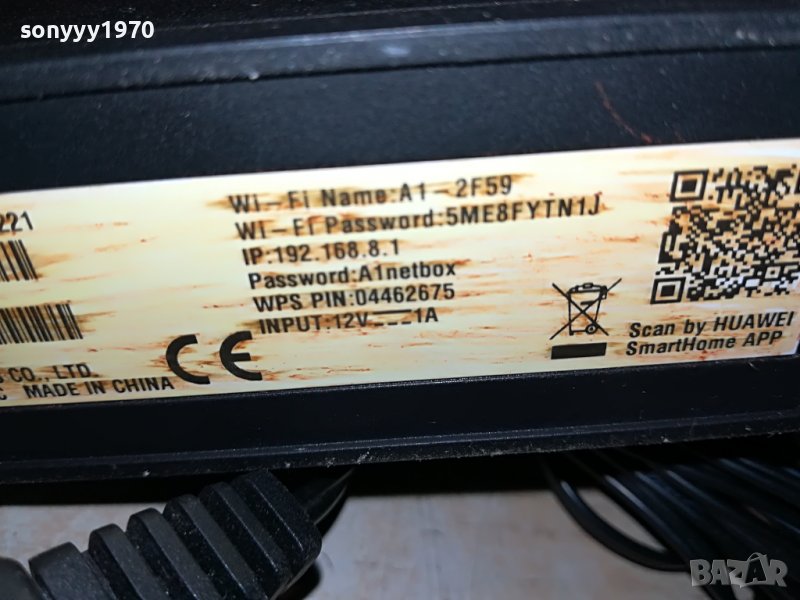 sonyyy1970
Wi-Fi Name:A1-2F59
221
Wi-Fi Password:5ME8FYTN1J
IP:192.168.8.1
Password:A1netbox
WPS PIN:04462675
INPUT:12V⎓1A
Scan by HUAWEI
SmartHome APP
CO., LTD.
CE
MADE IN CHINA
BAZAR